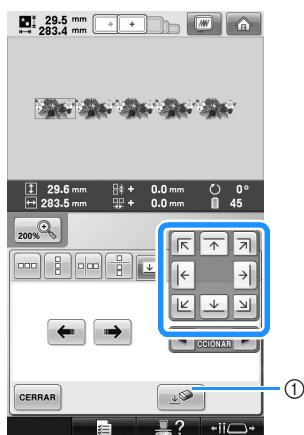 29.5 mm
283.4 mm
29.6 mm
0.0 mm
0°
283.5 mm
0.0 mm
45
200%
CCIONAR
CERRAR
①